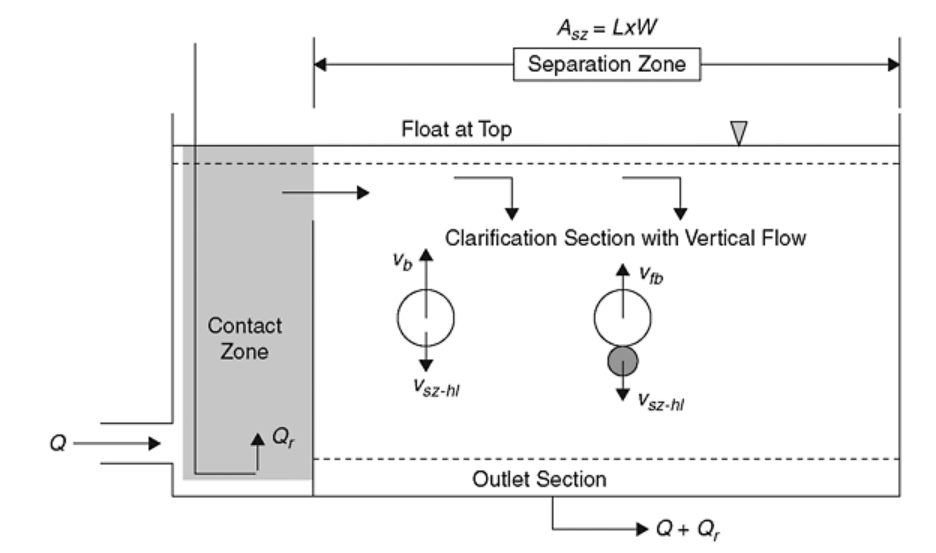 A_sz = LxW
Separation Zone
Float at Top
Clarification Section with Vertical Flow
v_b
v_fb
Contact
Zone
v_sz-hl
v_sz-hl
Q
Q_r
Outlet Section
Q + Q_r